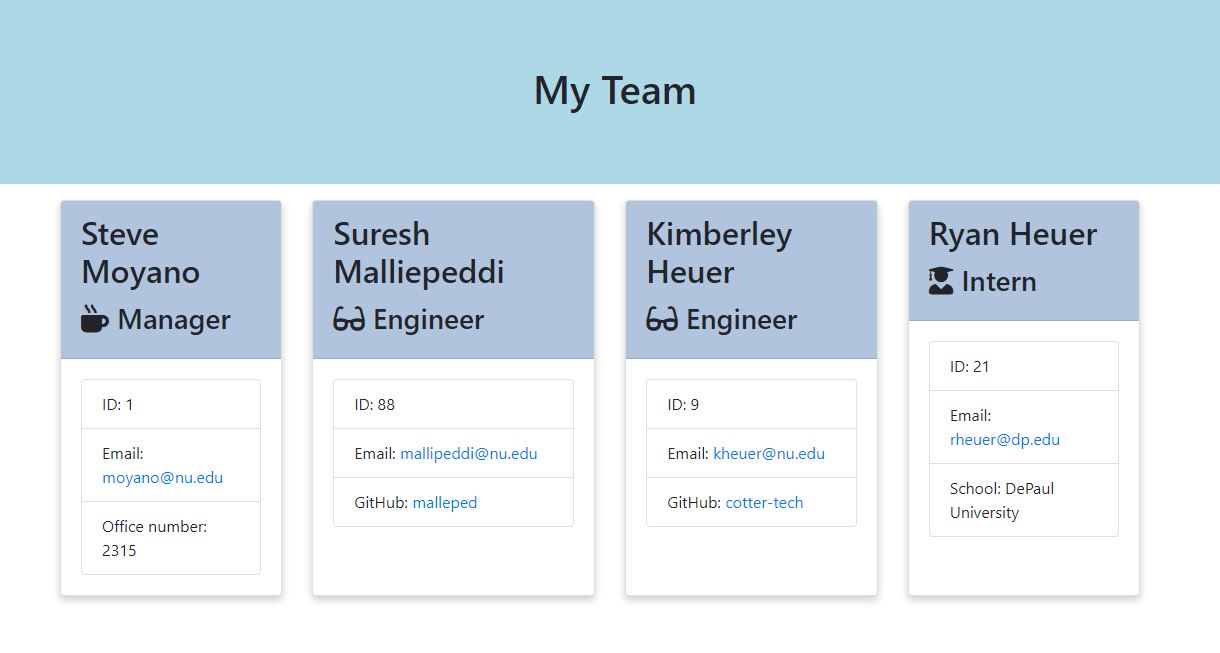 My Team
Steve
Moyano
Manager
ID: 1
Email:
moyano@nu.edu
Office number:
2315
Suresh
Malliepeddi
Engineer
ID: 88
Email: mallipeddi@nu.edu
GitHub: malleped
Kimberley
Heuer
Engineer
ID: 9
Email: kheuer@nu.edu
GitHub: cotter-tech
Ryan Heuer
Intern
ID: 21
Email:
rheuer@dp.edu
School: DePaul
University